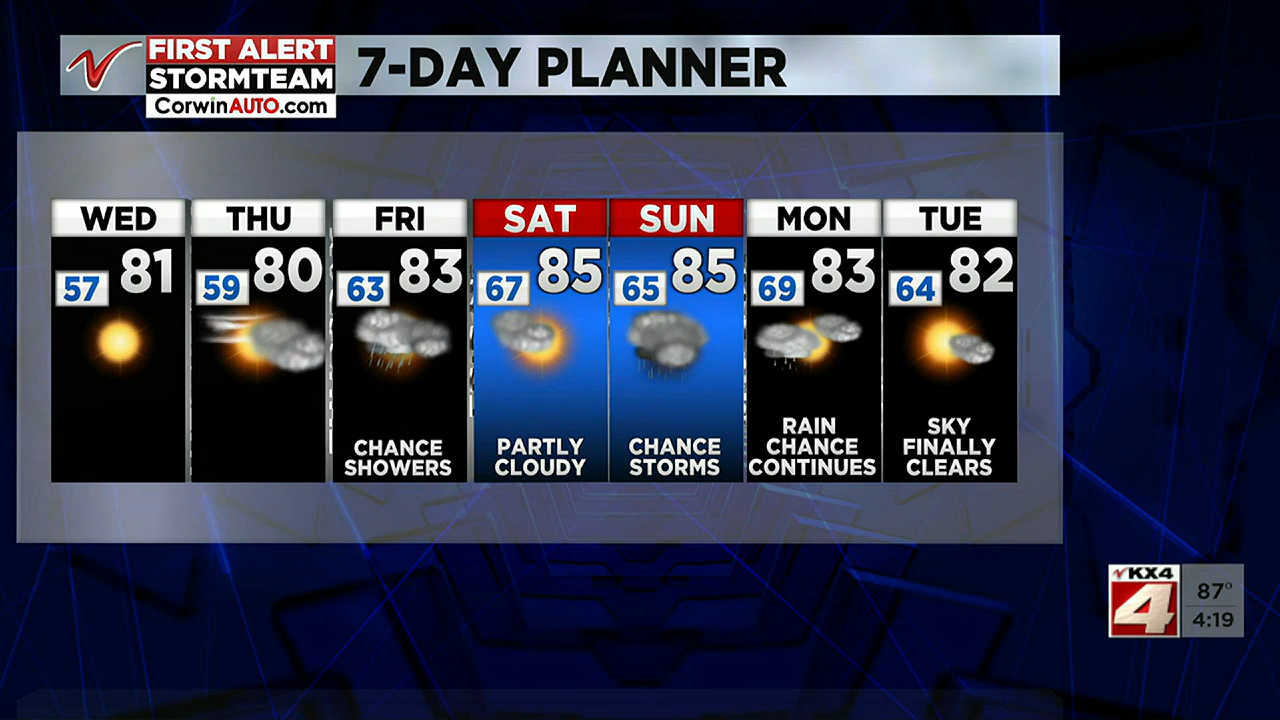 FIRST ALERT
STORMTEAM
CorwinAUTO.com
7-DAY PLANNER
WED
THU
FRI
SAT
SUN
MON
TUE
57 81
59 80
63 83
67 85
65 85
69 83
64 82
CHANCE
SHOWERS
PARTLY
CLOUDY
CHANCE
STORMS
RAIN
CHANCE
CONTINUES
SKY
FINALLY
CLEARS
KX4
4
87°
4:19